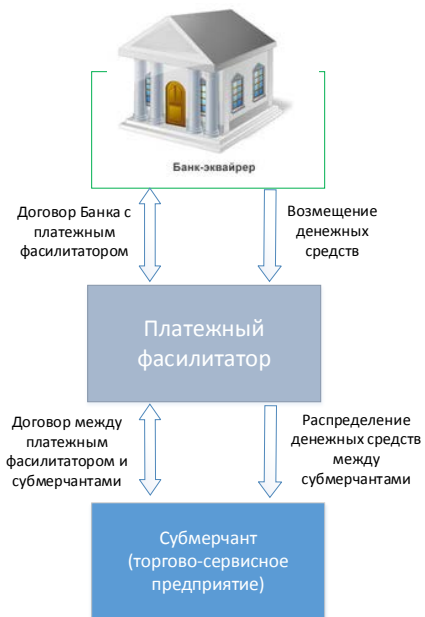 Банк-эквайрер
Договор Банка с
платежным
фасилитатором
Возмещение
денежных
средств
Платежный
фасилитатор
Договор между
платежным
фасилитатором и
субмерчантами
Распределение
денежных средств
между
субмерчантами
Субмерчант
(торгово-сервисное
предприятие)